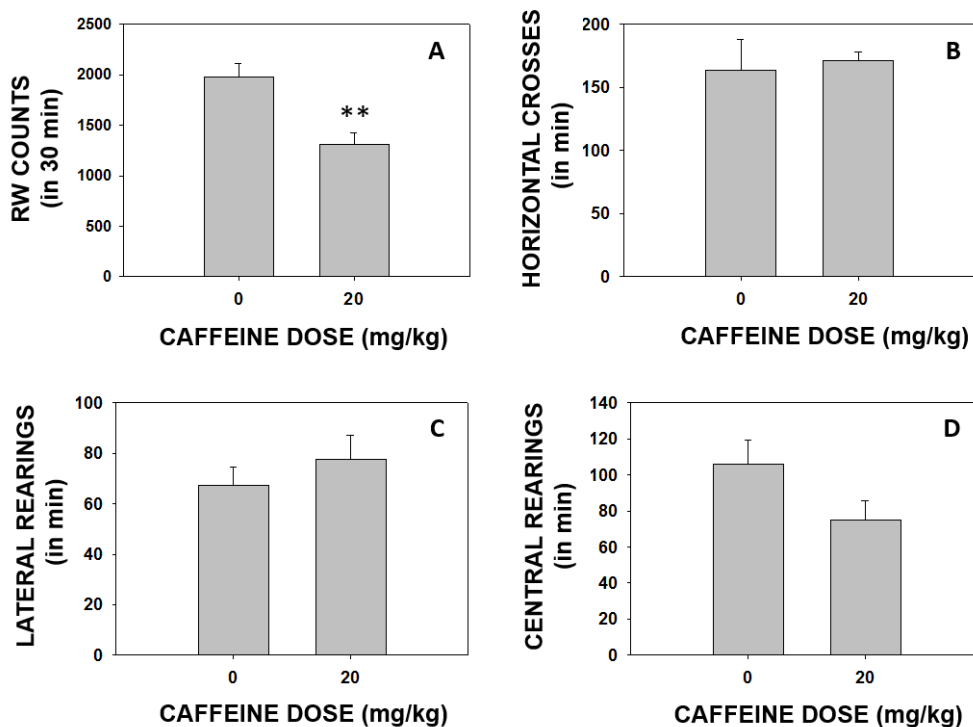 A
RW COUNTS
(in 30 min)
2500
2000
1500
1000
500
0
**
0 20
CAFFEINE DOSE (mg/kg)
B
HORIZONTAL CROSSES
(in min)
200
150
100
50
0
0 20
CAFFEINE DOSE (mg/kg)
C
LATERAL REARINGS
(in min)
100
80
60
40
20
0
0 20
CAFFEINE DOSE (mg/kg)
D
CENTRAL REARINGS
(in min)
140
120
100
80
60
40
20
0
0 20
CAFFEINE DOSE (mg/kg)